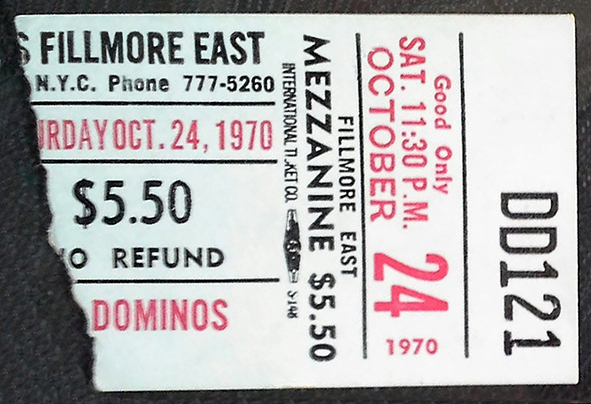 FILLMORE EAST
N.Y.C. Phone 777-5260
OCT. 24, 1970
$5.50
REFUND
DOMINOS
INTERNATIONAL TICKET CO.
S-148
MEZZANINE $5.50
FILLMORE EAST
OCTOBER 24
SAT. 11:30 P.M.
Good Only
1970
DD121